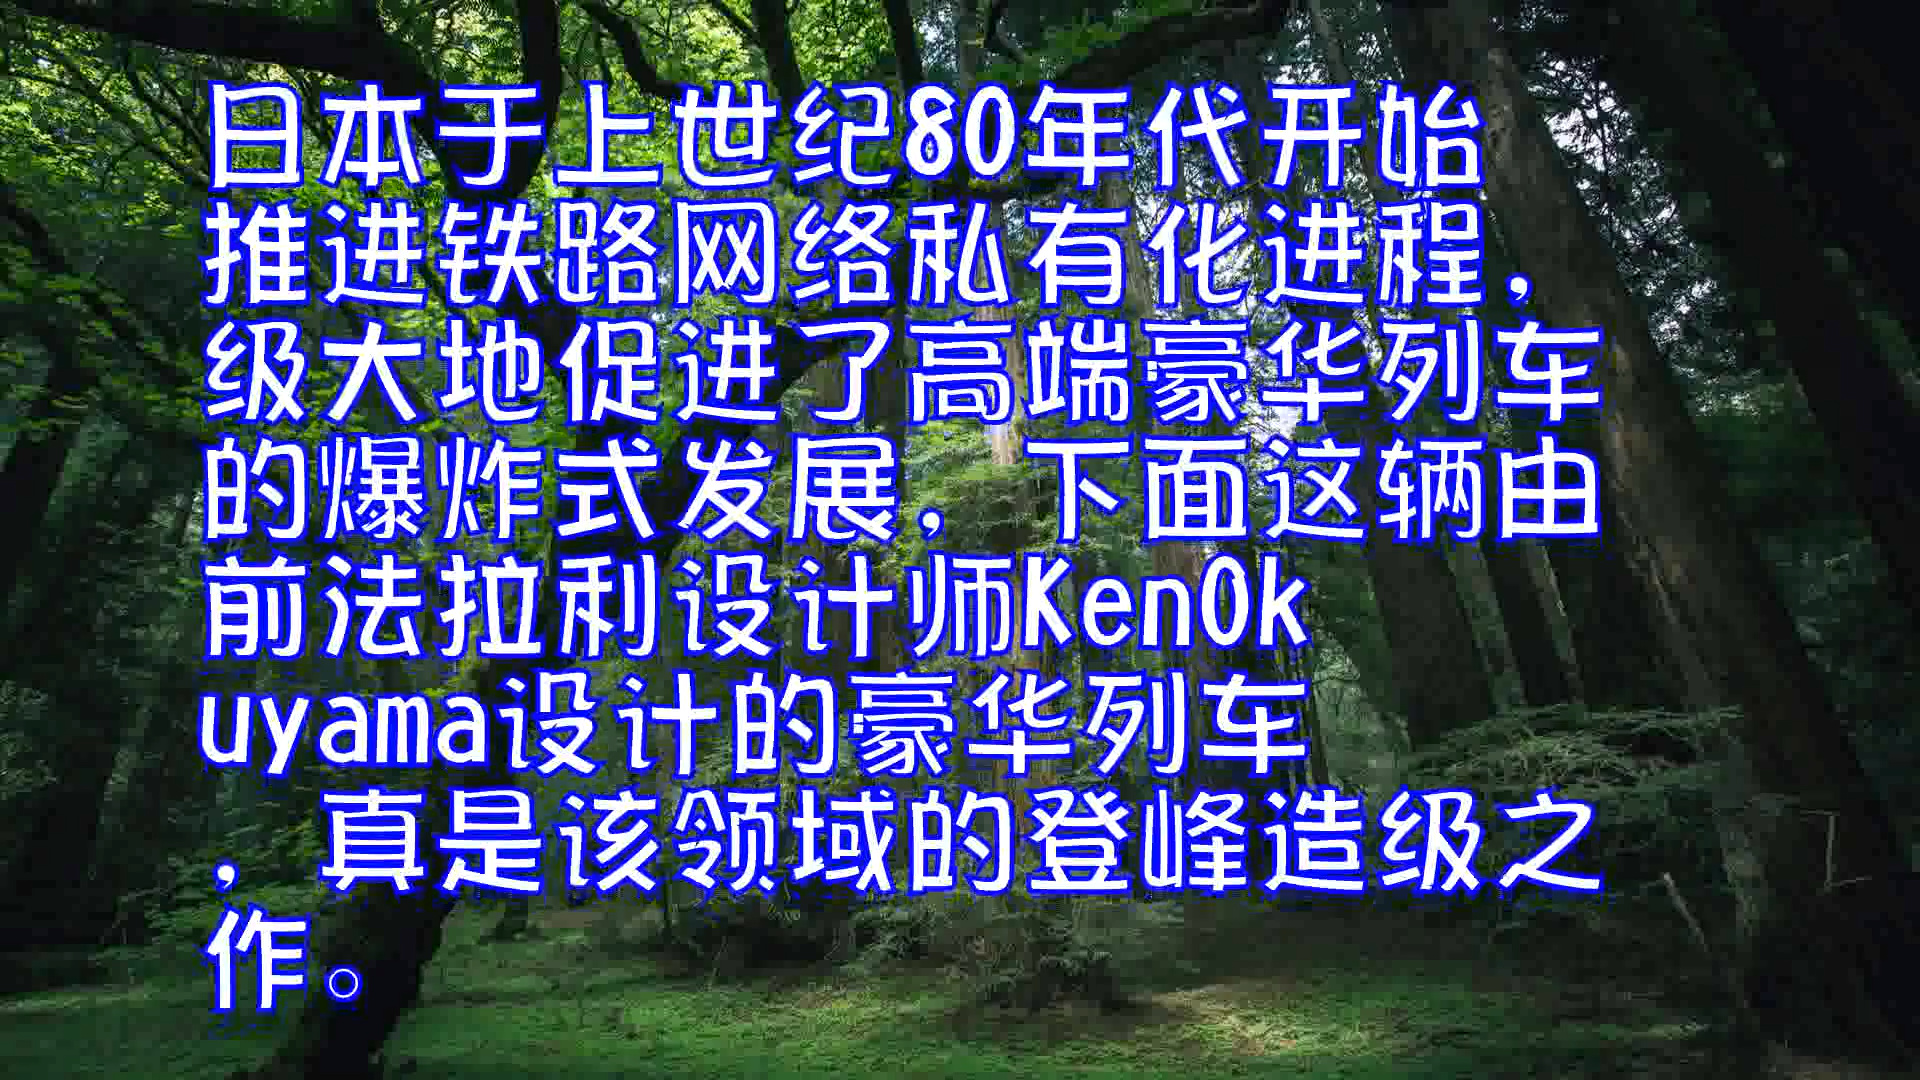 日本于上世纪80年代开始
推进铁路网络私有化进程，
级大地促进了高端豪华列车
的爆炸式发展，下面这辆由
前法拉利设计师KenOk
uyama设计的豪华列车
，真是该领域的登峰造级之
作。